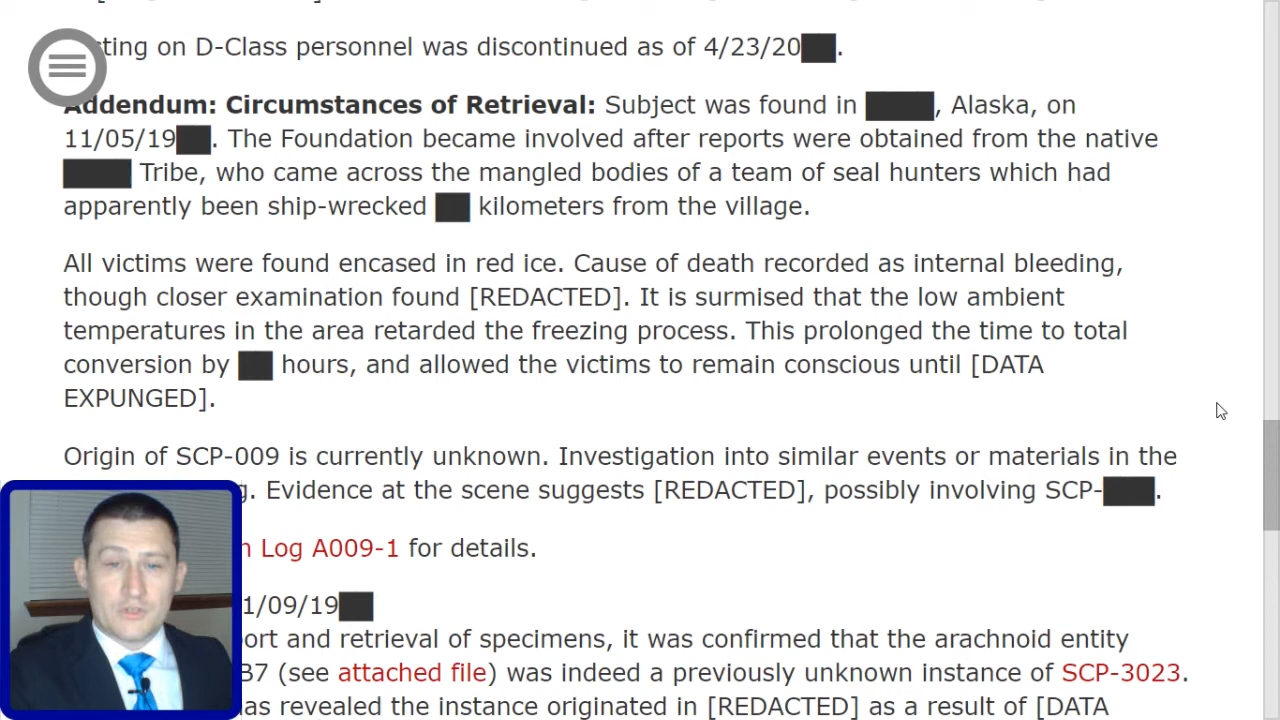 sting on D-Class personnel was discontinued as of 4/23/20██.
Addendum: Circumstances of Retrieval: Subject was found in ████, Alaska, on
11/05/19██. The Foundation became involved after reports were obtained from the native
████ Tribe, who came across the mangled bodies of a team of seal hunters which had
apparently been ship-wrecked ██ kilometers from the village.
All victims were found encased in red ice. Cause of death recorded as internal bleeding,
though closer examination found [REDACTED]. It is surmised that the low ambient
temperatures in the area retarded the freezing process. This prolonged the time to total
conversion by ██ hours, and allowed the victims to remain conscious until [DATA
EXPUNGED].
Origin of SCP-009 is currently unknown. Investigation into similar events or materials in the
g. Evidence at the scene suggests [REDACTED], possibly involving SCP-███.
n Log A009-1 for details.
1/09/19██
ort and retrieval of specimens, it was confirmed that the arachnoid entity
B7 (see attached file) was indeed a previously unknown instance of SCP-3023.
as revealed the instance originated in [REDACTED] as a result of [DATA